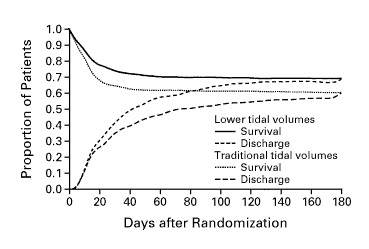 1.0
0.9
0.8
0.7
0.6
0.5
0.4
0.3
0.2
0.1
0.0
Proportion of Patients
Lower tidal volumes
Survival
Discharge
Traditional tidal volumes
Survival
Discharge
0 20 40 60 80 100 120 140 160 180
Days after Randomization